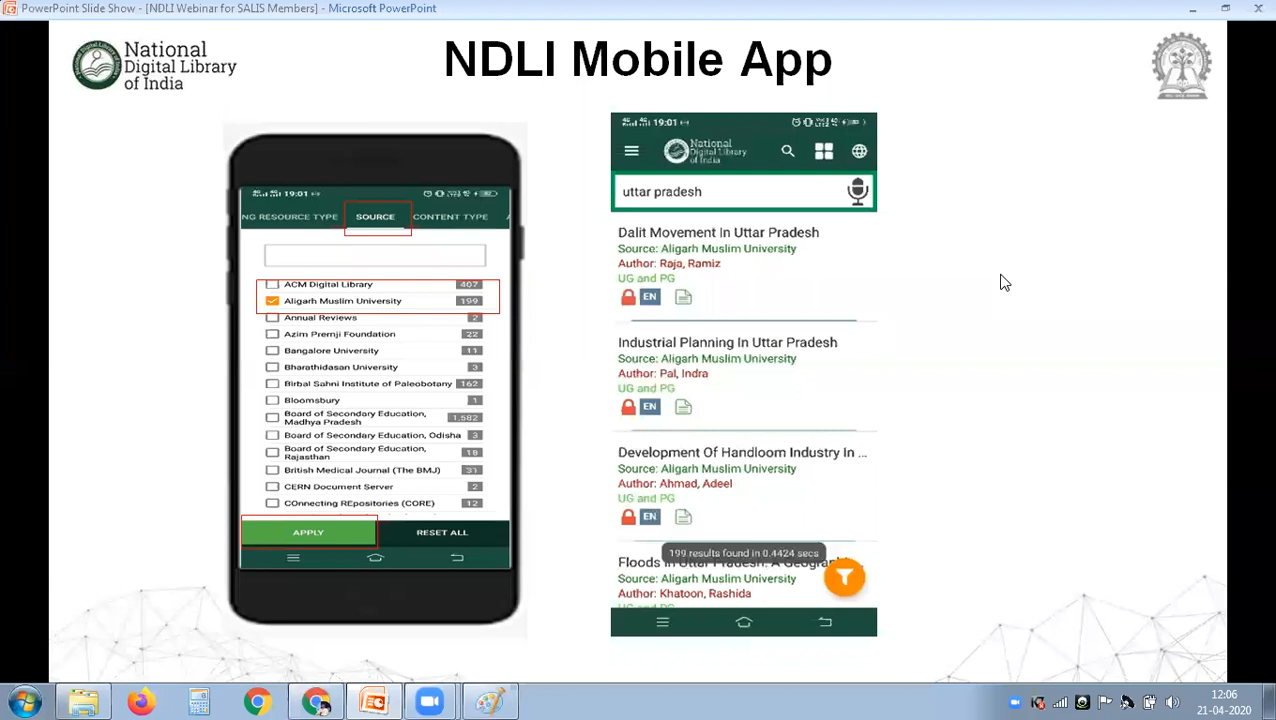 PowerPoint Slide Show - [NDLI Webinar for SALIS Members] - Microsoft PowerPoint
National
Digital Library
of India
NDLI Mobile App
19:01
NG RESOURCE TYPE SOURCE CONTENT TYPE
ACM Digital Library 407
Aligarh Muslim University 199
Annual Reviews 2
Azim Premji Foundation 22
Bangalore University 11
Bharathidasan University 3
Birbal Sahni Institute of Paleobotany 162
Bloomsbury 1
Board of Secondary Education,
Madhya Pradesh 1,582
Board of Secondary Education, Odisha 3
Board of Secondary Education,
Rajasthan 18
British Medical Journal (The BMJ) 31
CERN Document Server 2
COnnecting REpositories (CORE) 12
APPLY RESET ALL
19:01
National
Digital Library
of India
uttar pradesh
Dalit Movement In Uttar Pradesh
Source: Aligarh Muslim University
Author: Raja, Ramiz
UG and PG
EN
Industrial Planning In Uttar Pradesh
Source: Aligarh Muslim University
Author: Pal, Indra
UG and PG
EN
Development Of Handloom Industry In ...
Source: Aligarh Muslim University
Author: Ahmad, Adeel
UG and PG
EN
199 results found in 0.4424 secs
Floods In Uttar Pradesh: A Geograph
Source: Aligarh Muslim University
Author: Khatoon, Rashida
UG and PG
12:06
21-04-2020